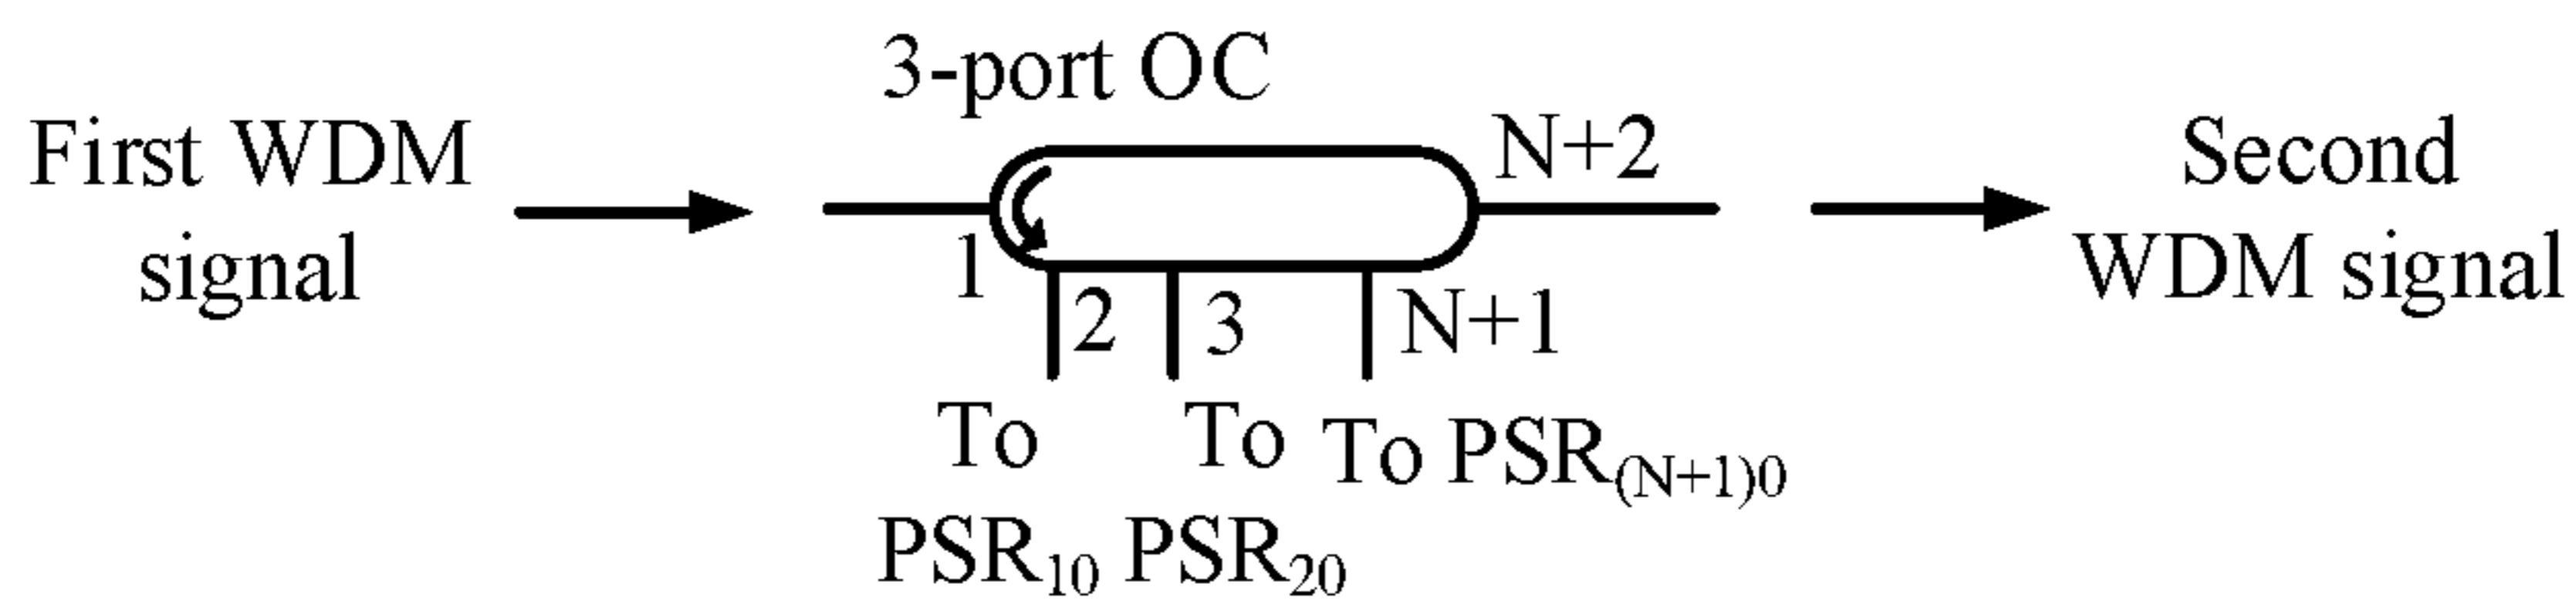 3-port OC
First WDM
signal
N+2
Second
WDM signal
1
2
3
N+1
To
PSR₁₀
To
PSR₂₀
To PSR₍N+1₎₀